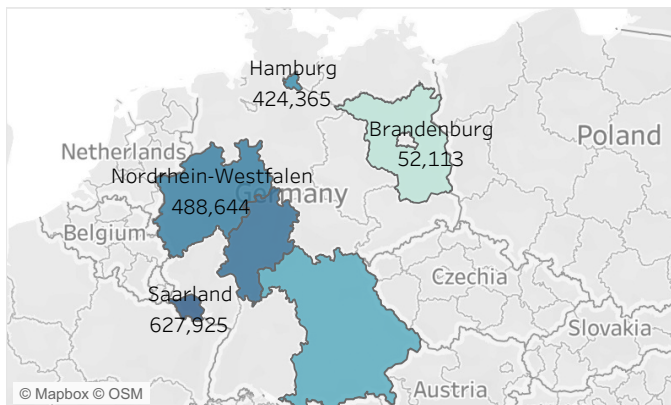 Hamburg
424,365
Brandenburg
52,113
Poland
Netherlands
Nordrhein-Westfalen
Germany
488,644
Belgium
Czechia
Saarland
627,925
Slovakia
Austria
© Mapbox © OSM